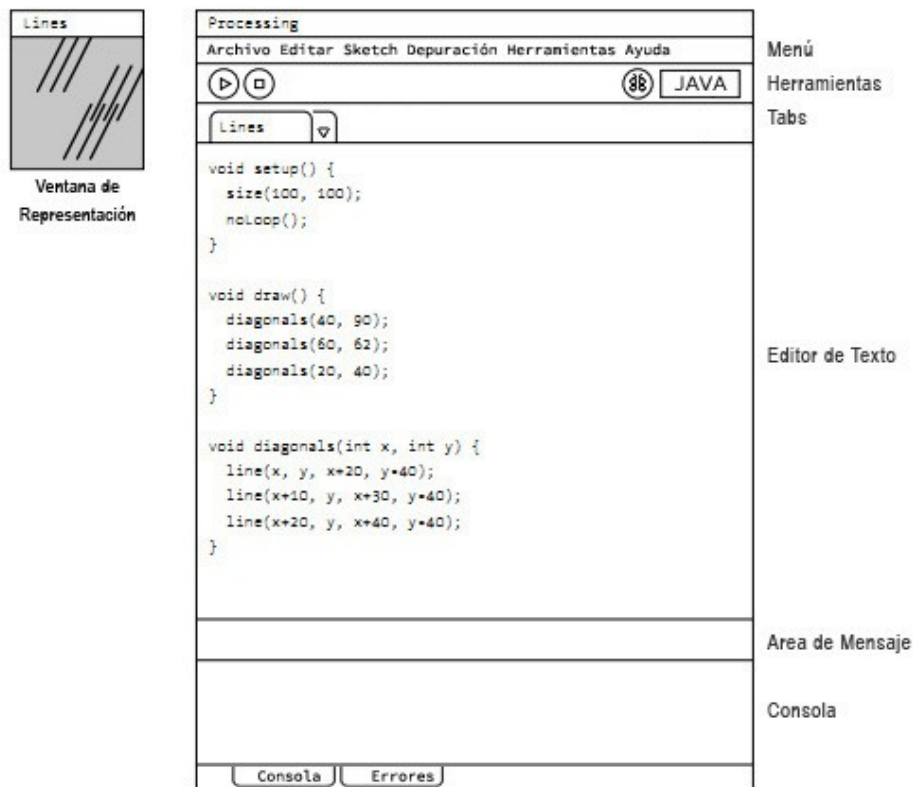 Lines
Ventana de
Representación
Processing
Archivo Editar Sketch Depuración Herramientas Ayuda
JAVA
Lines
void setup() {
size(100, 100);
noLoop();
}
void draw() {
diagonals(40, 90);
diagonals(60, 62);
diagonals(20, 40);
}
void diagonals(int x, int y) {
line(x, y, x+20, y-40);
line(x+10, y, x+30, y-40);
line(x+20, y, x+40, y-40);
}
Consola Errores
Menú
Herramientas
Tabs
Editor de Texto
Area de Mensaje
Consola